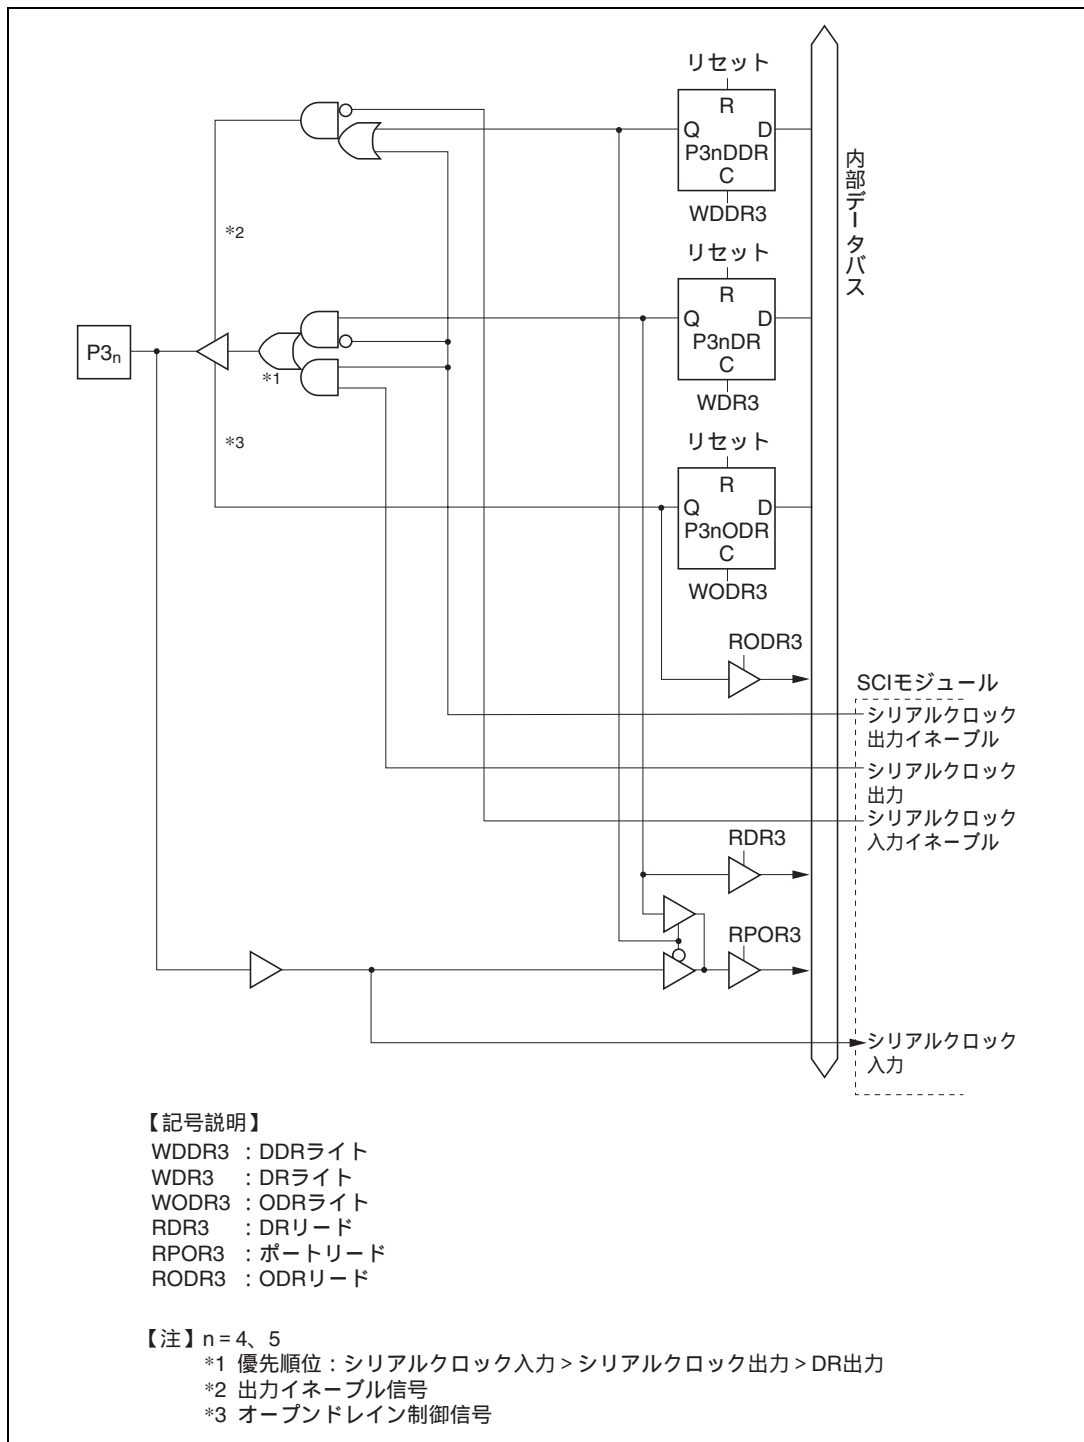 リセット
R
Q D
P3nDDR
C
WDDR3
内部データバス
*2
リセット
R
Q D
P3nDR
C
WDR3
P3n
*1
*3
リセット
R
Q D
P3nODR
C
WODR3
RODR3
SCIモジュール
シリアルクロック
出力イネーブル
シリアルクロック
出力
シリアルクロック
入力イネーブル
RDR3
RPOR3
シリアルクロック
入力
【記号説明】
WDDR3 : DDRライト
WDR3 : DRライト
WODR3 : ODRライト
RDR3 : DRリード
RPOR3 : ポートリード
RODR3 : ODRリード
【注】n = 4、5
*1 優先順位 : シリアルクロック入力 > シリアルクロック出力 > DR出力
*2 出力イネーブル信号
*3 オープンドレイン制御信号